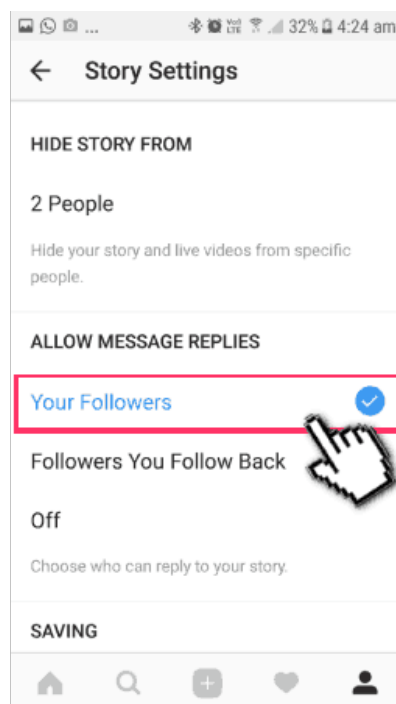 ... Vo) LTE 32% 4:24 am
Story Settings
HIDE STORY FROM
2 People
Hide your story and live videos from specific
people.
ALLOW MESSAGE REPLIES
Your Followers
Followers You Follow Back
Off
Choose who can reply to your story.
SAVING